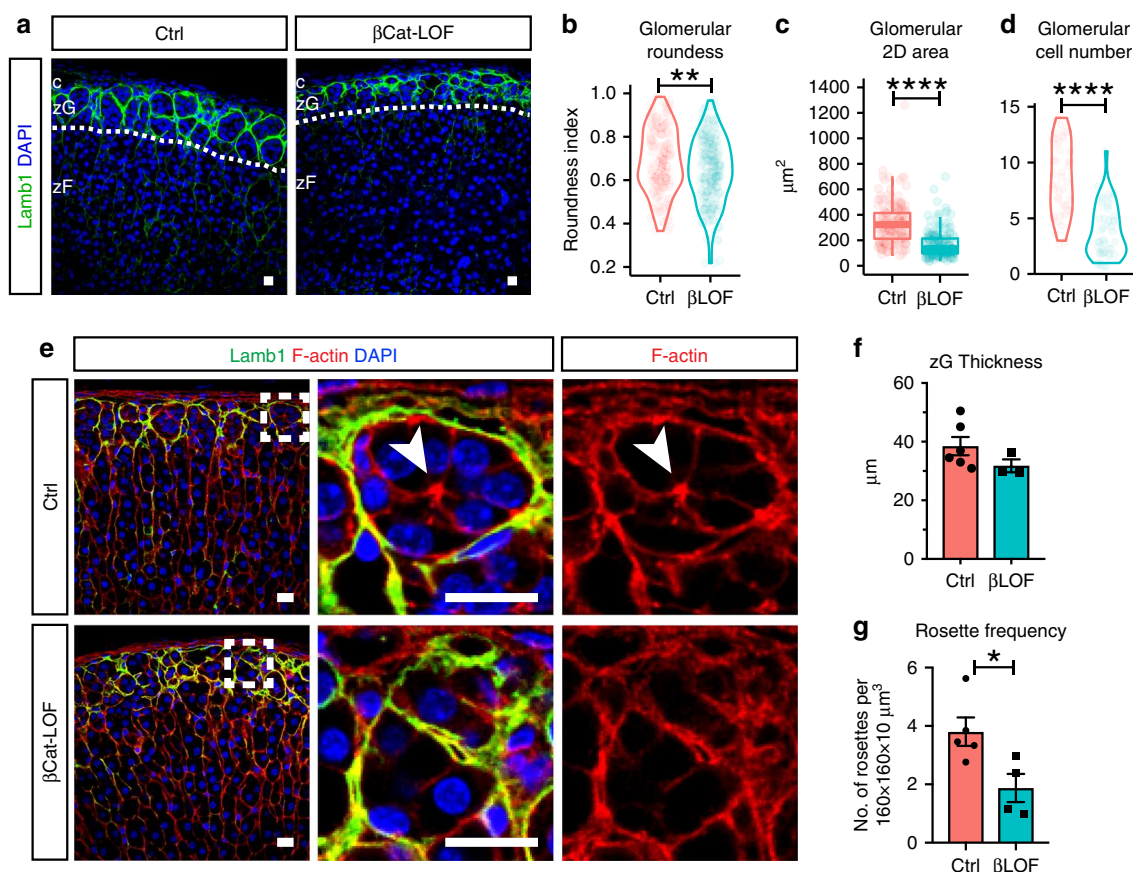 a
Ctrl
βCat-LOF
Lamb1 DAPI
c
zG
zF
c
zG
zF
b
Glomerular
roundess
**
Roundness index
1.0
0.8
0.6
0.4
0.2
Ctrl βLOF
c
Glomerular
2D area
****
μm²
1400
1200
1000
800
600
400
200
0
Ctrl βLOF
d
Glomerular
cell number
****
15
10
5
0
Ctrl βLOF
e
Lamb1 F-actin DAPI
F-actin
Ctrl
βCat-LOF
f
zG Thickness
μm
60
40
20
0
Ctrl βLOF
g
Rosette frequency
*
No. of rosettes per
160×160×10 μm³
6
4
2
0
Ctrl βLOF